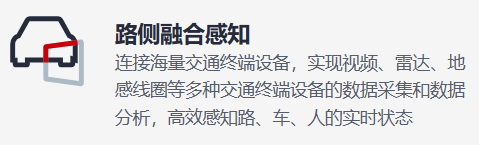 路侧融合感知
连接海量交通终端设备，实现视频、雷达、地
感线圈等多种交通终端设备的数据采集和数据
分析，高效感知路、车、人的实时状态